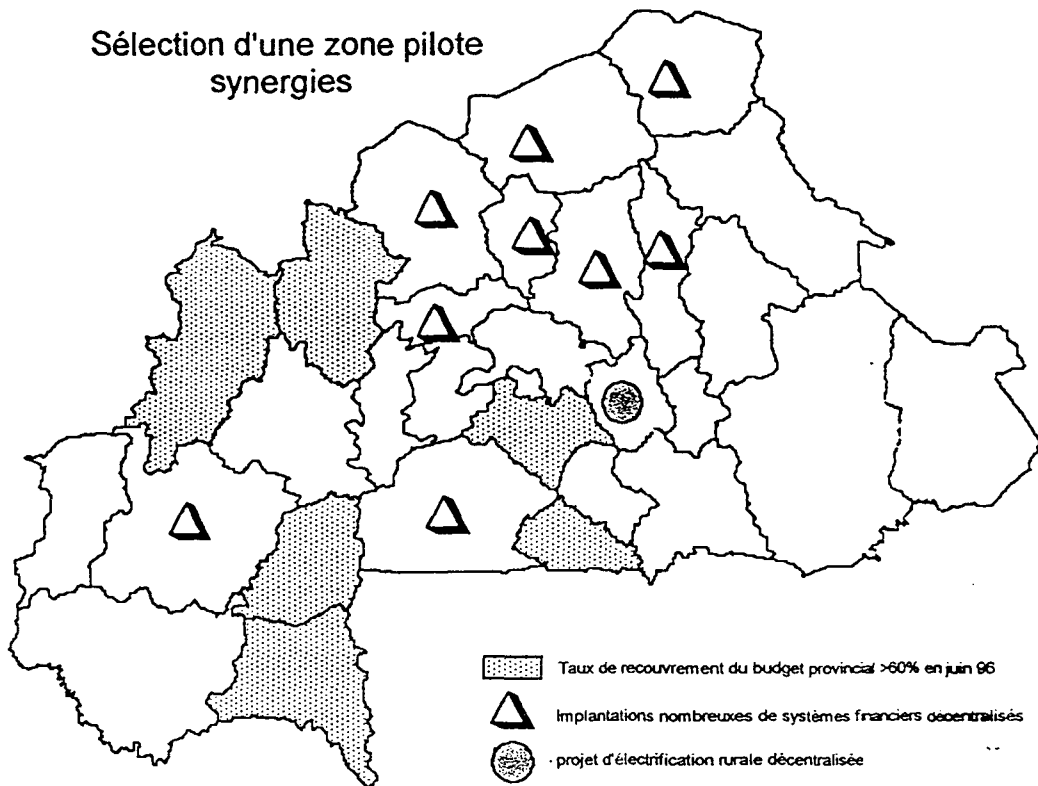 Sélection d'une zone pilote
synergies
Taux de recouvrement du budget provincial >60% en juin 96
Implantations nombreuxes de systèmes financiers décentralisés
projet d'électrification rurale décentralisée